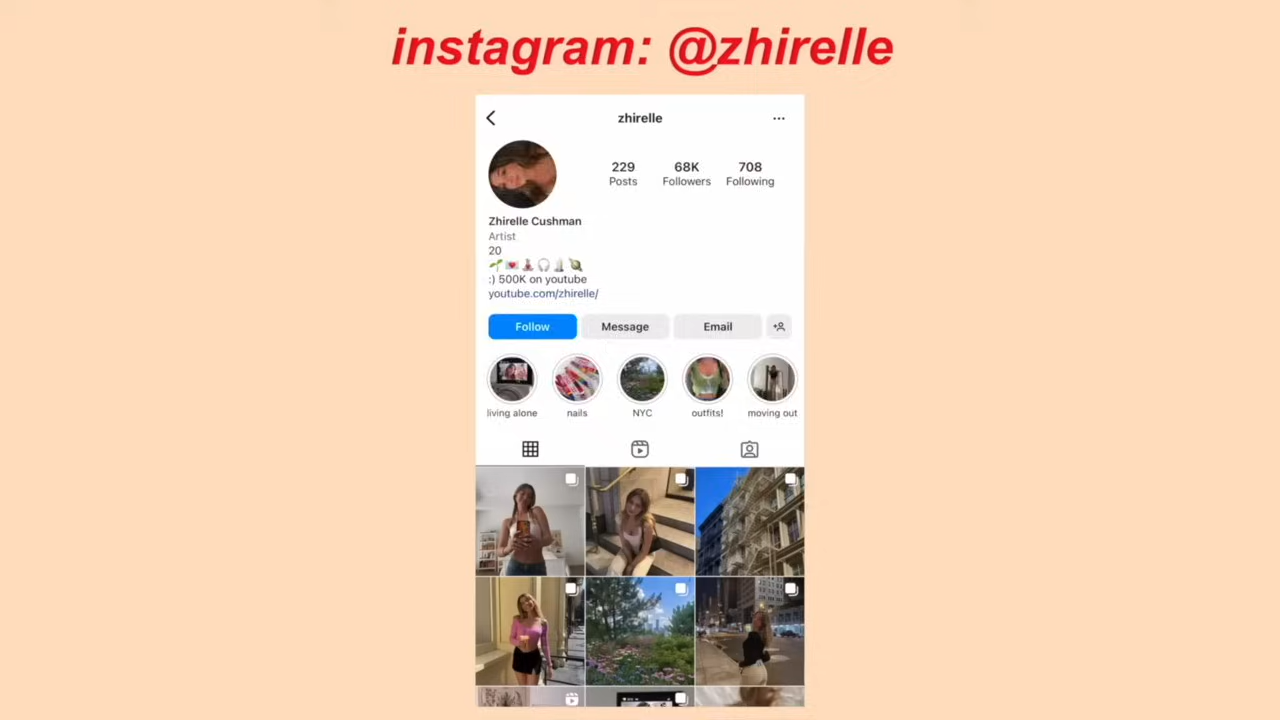 instagram: @zhirelle
zhirelle
229 68K 708
Posts Followers Following
Zhirelle Cushman
Artist
20
🌱💌🧘🎧🕯️🍃
:) 500K on youtube
youtube.com/zhirelle/
Follow Message Email
living alone nails NYC outfits! moving out